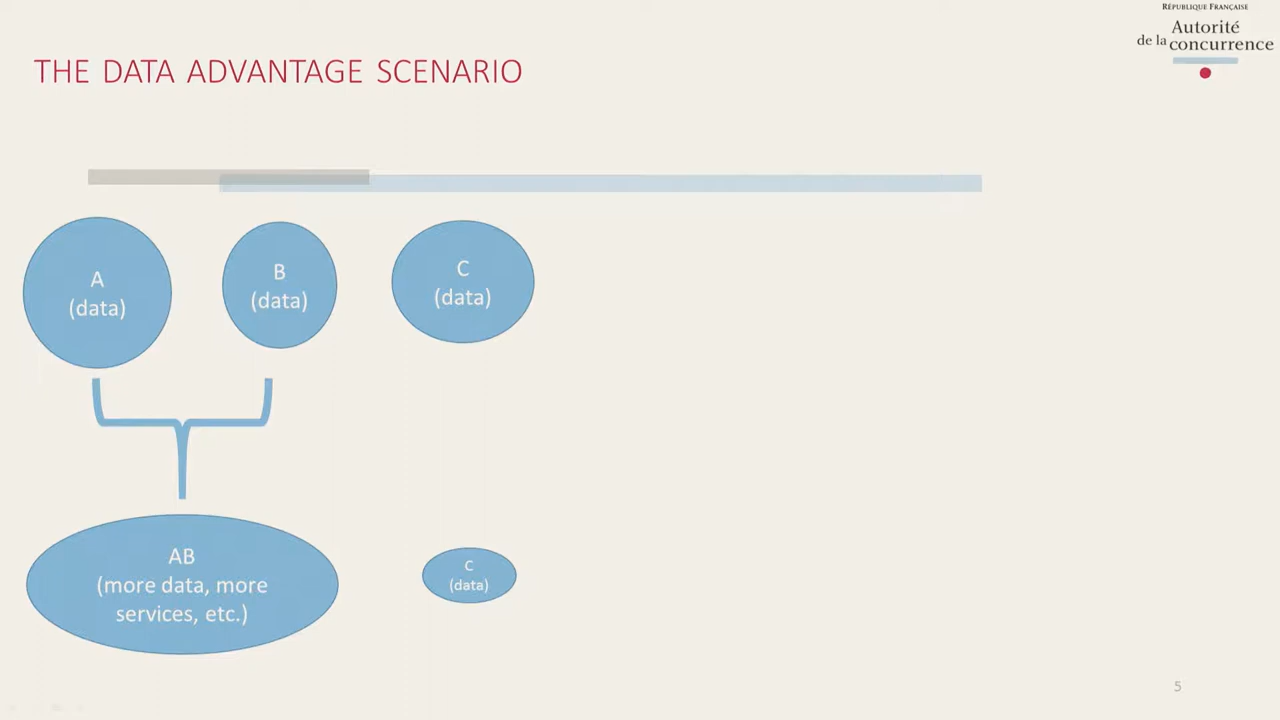 RÉPUBLIQUE FRANÇAISE
Autorité
de la concurrence
THE DATA ADVANTAGE SCENARIO
A
(data)
B
(data)
C
(data)
AB
(more data, more
services, etc.)
C
(data)
5